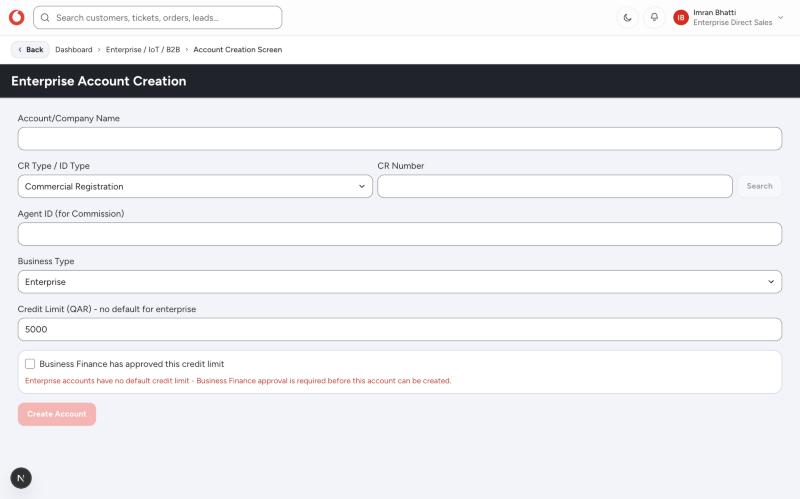 Search customers, tickets, orders, leads...
IB
Imran Bhatti
Enterprise Direct Sales
Back
Dashboard › Enterprise / IoT / B2B › Account Creation Screen
Enterprise Account Creation
Account/Company Name
CR Type / ID Type
CR Number
Commercial Registration
Search
Agent ID (for Commission)
Business Type
Enterprise
Credit Limit (QAR) - no default for enterprise
5000
Business Finance has approved this credit limit
Enterprise accounts have no default credit limit - Business Finance approval is required before this account can be created.
Create Account
N